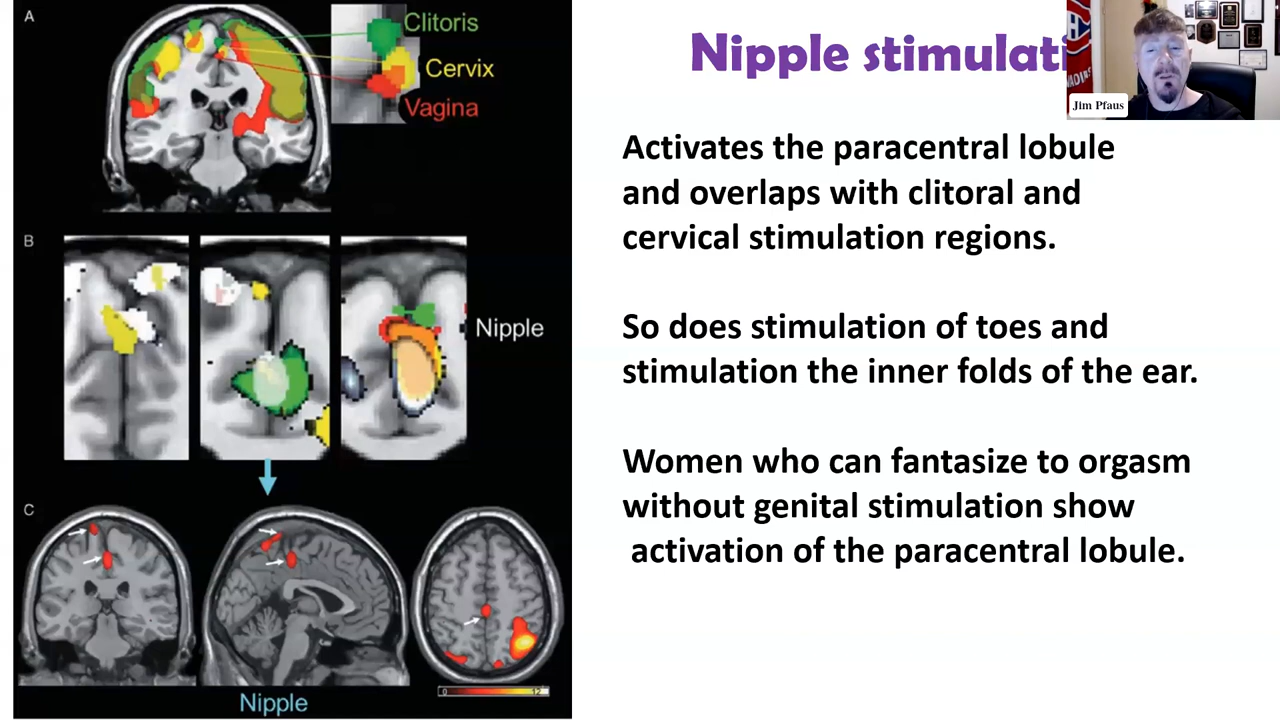 A
Clitoris
Cervix
Vagina
B
Nipple
C
0
12
Nipple
Nipple stimulati
Jim Pfaus
Activates the paracentral lobule
and overlaps with clitoral and
cervical stimulation regions.
So does stimulation of toes and
stimulation the inner folds of the ear.
Women who can fantasize to orgasm
without genital stimulation show
activation of the paracentral lobule.